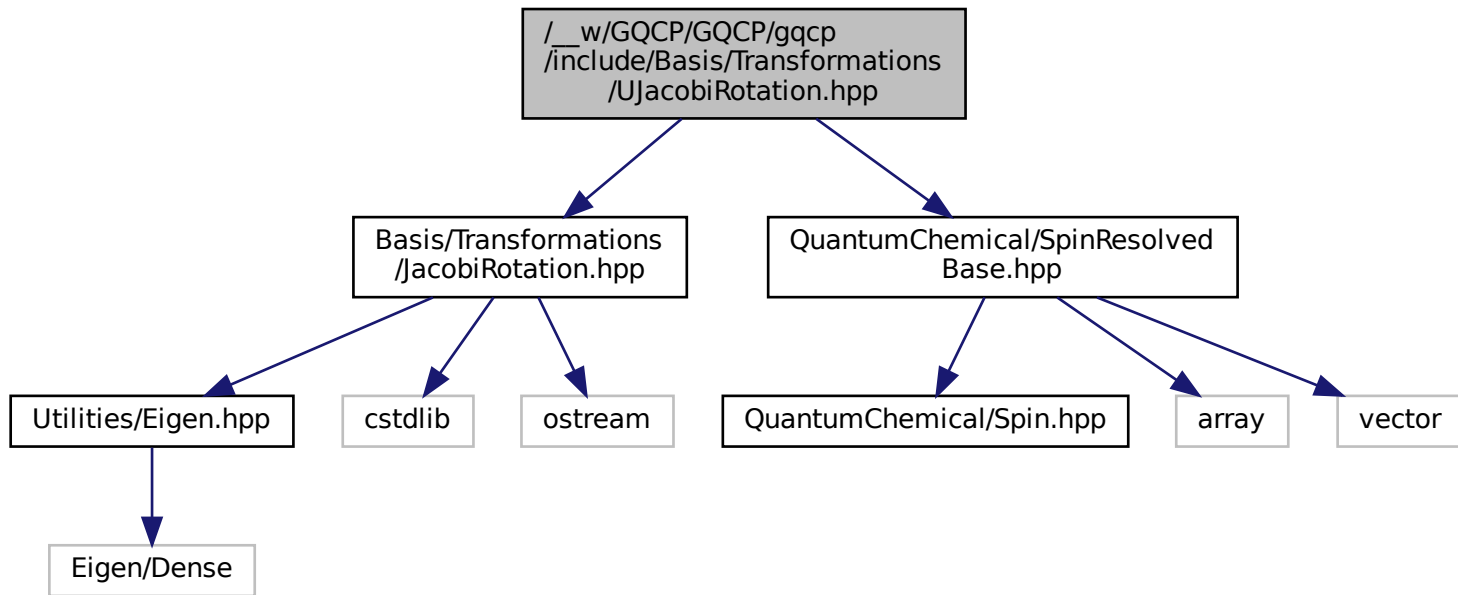 /__w/GQCP/GQCP/gqcp
/include/Basis/Transformations
/UJacobiRotation.hpp
Basis/Transformations
/JacobiRotation.hpp
QuantumChemical/SpinResolved
Base.hpp
Utilities/Eigen.hpp
cstdlib
ostream
QuantumChemical/Spin.hpp
array
vector
Eigen/Dense